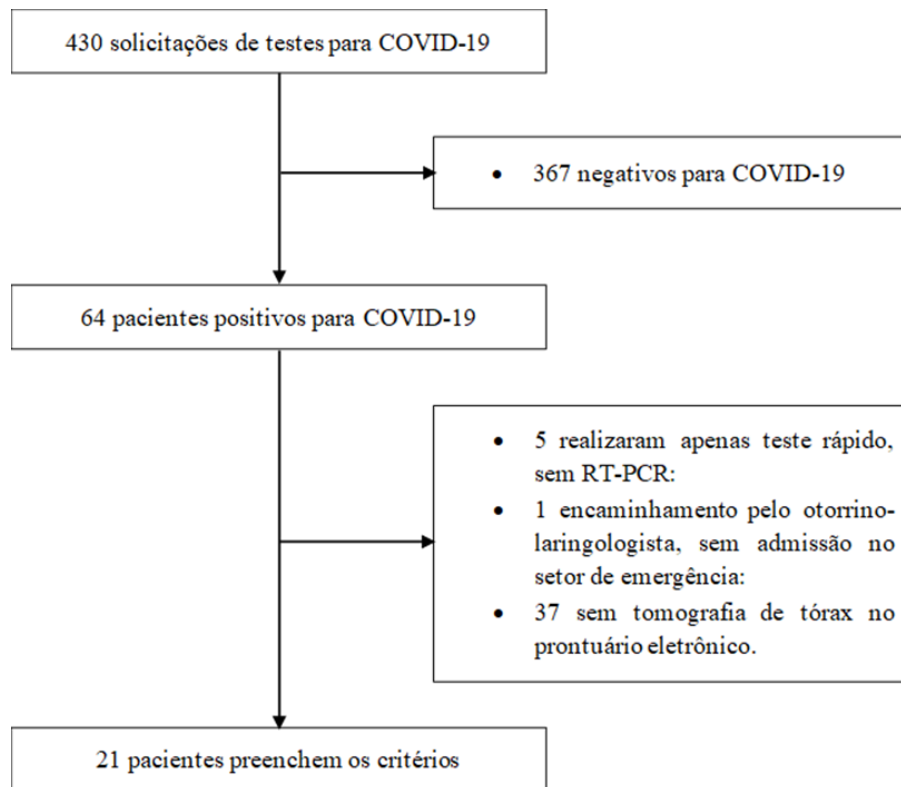 430 solicitações de testes para COVID-19
• 367 negativos para COVID-19
64 pacientes positivos para COVID-19
• 5 realizaram apenas teste rápido,
sem RT-PCR:
• 1 encaminhamento pelo otorrino-
laringologista, sem admissão no
setor de emergência:
• 37 sem tomografia de tórax no
prontuário eletrônico.
21 pacientes preenchem os critérios